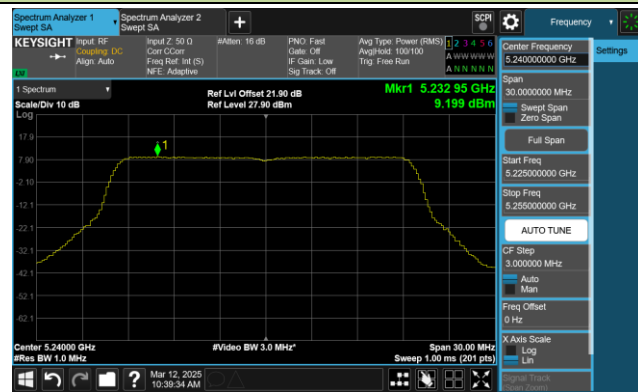 Spectrum Analyzer 1
Swept SA
Spectrum Analyzer 2
Swept SA
+
SCPI
Frequency
KEYSIGHT
Input: RF
Coupling: DC
Align: Auto
Input Z: 50 Ω
Corr CCorr
Freq Ref: Int (S)
NFE: Adaptive
#Atten: 16 dB
PNO: Fast
Gate: Off
IF Gain: Low
Sig Track: Off
Avg Type: Power (RMS)
Avg|Hold: 100/100
Trig: Free Run
1 2 3 4 5 6
A W W W W W
A N N N N N
1 Spectrum
Scale/Div 10 dB
Log
Ref Lvl Offset 21.90 dB
Ref Level 27.90 dBm
Mkr1 5.232 95 GHz
9.199 dBm
17.9
7.90
-2.10
-12.1
-22.1
-32.1
-42.1
-52.1
-62.1
1
Center 5.24000 GHz
#Res BW 1.0 MHz
#Video BW 3.0 MHz*
Span 30.00 MHz
Sweep 1.00 ms (201 pts)
Mar 12, 2025
10:39:34 AM
Center Frequency
5.240000000 GHz
Settings
Span
30.0000000 MHz
Swept Span
Zero Span
Full Span
Start Freq
5.225000000 GHz
Stop Freq
5.255000000 GHz
AUTO TUNE
CF Step
3.000000 MHz
Auto
Man
Freq Offset
0 Hz
X Axis Scale
Log
Lin
Signal Track
(Span Zoom)